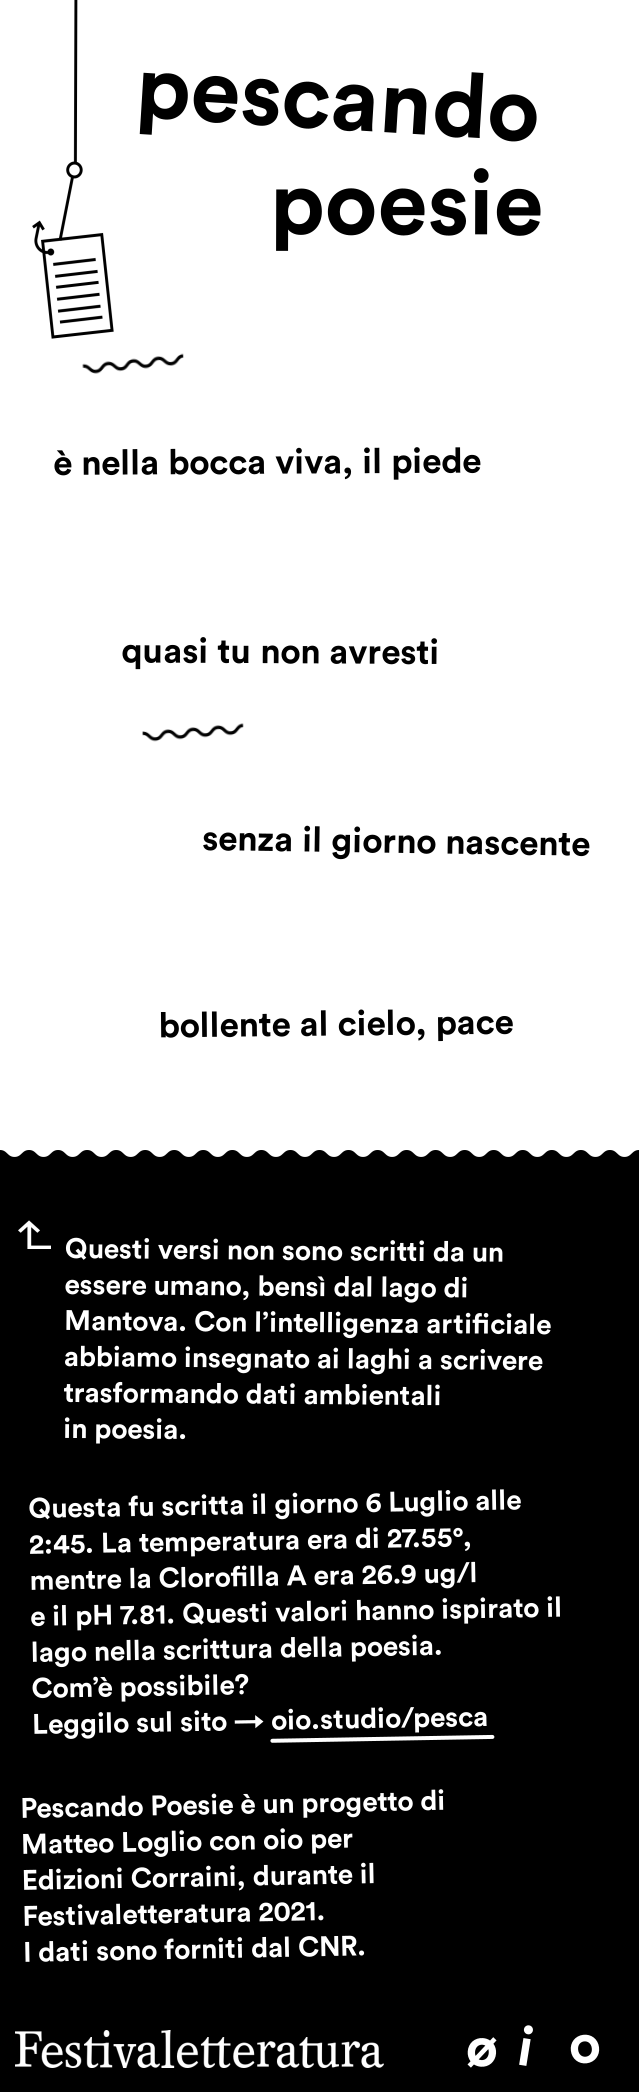 pescando
poesie
è nella bocca viva, il piede
quasi tu non avresti
senza il giorno nascente
bollente al cielo, pace
Questi versi non sono scritti da un
essere umano, bensì dal lago di
Mantova. Con l’intelligenza artificiale
abbiamo insegnato ai laghi a scrivere
trasformando dati ambientali
in poesia.
Questa fu scritta il giorno 6 Luglio alle
2:45. La temperatura era di 27.55°,
mentre la Clorofilla A era 26.9 ug/l
e il pH 7.81. Questi valori hanno ispirato il
lago nella scrittura della poesia.
Com’è possibile?
Leggilo sul sito → oio.studio/pesca
Pescando Poesie è un progetto di
Matteo Loglio con oio per
Edizioni Corraini, durante il
Festivaletteratura 2021.
I dati sono forniti dal CNR.
Festivaletteratura ø i o